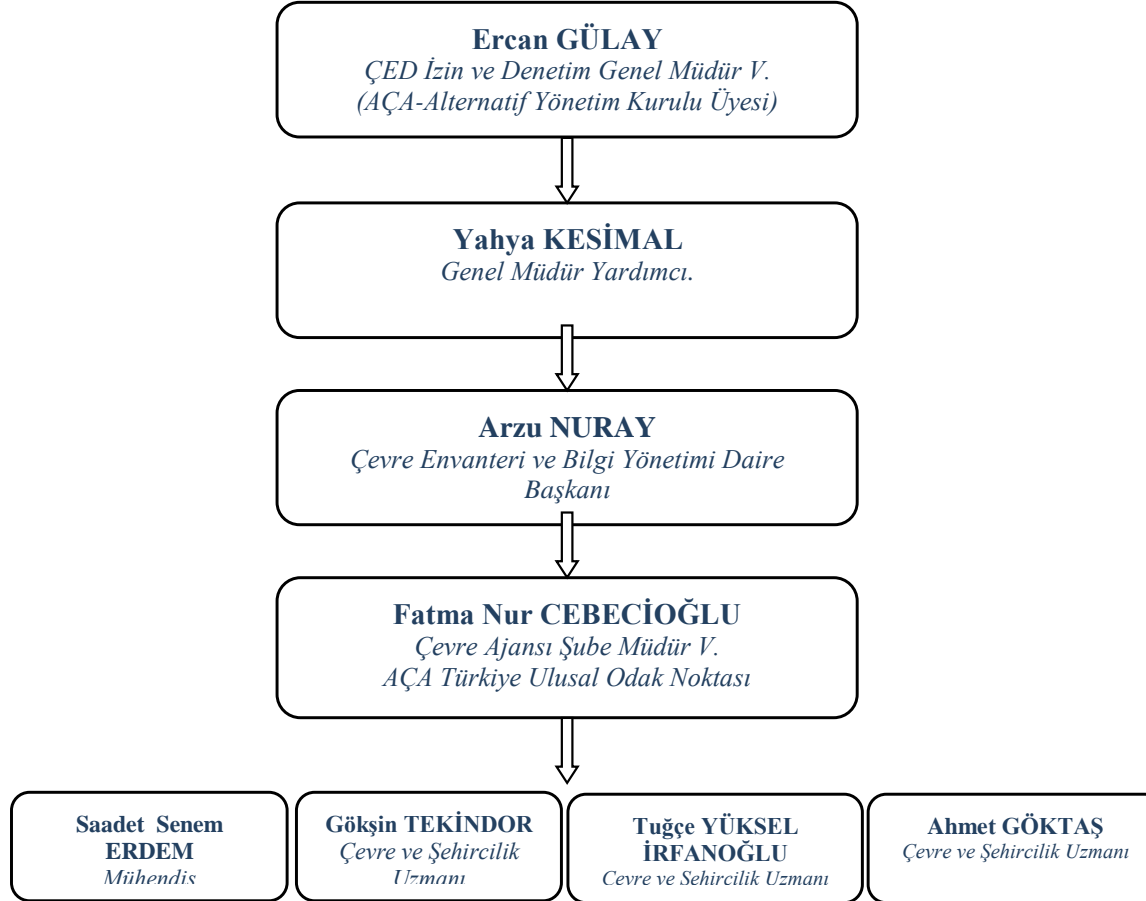 Ercan GÜLAY
ÇED İzin ve Denetim Genel Müdür V.
(AÇA-Alternatif Yönetim Kurulu Üyesi)
Yahya KESİMAL
Genel Müdür Yardımcı.
Arzu NURAY
Çevre Envanteri ve Bilgi Yönetimi Daire
Başkanı
Fatma Nur CEBECİOĞLU
Çevre Ajansı Şube Müdür V.
AÇA Türkiye Ulusal Odak Noktası
Saadet Senem
ERDEM
Mühendis
Gökşin TEKİNDOR
Çevre ve Şehircilik
Uzmanı
Tuğçe YÜKSEL
İRFANOĞLU
Çevre ve Şehircilik Uzmanı
Ahmet GÖKTAŞ
Çevre ve Şehircilik Uzmanı